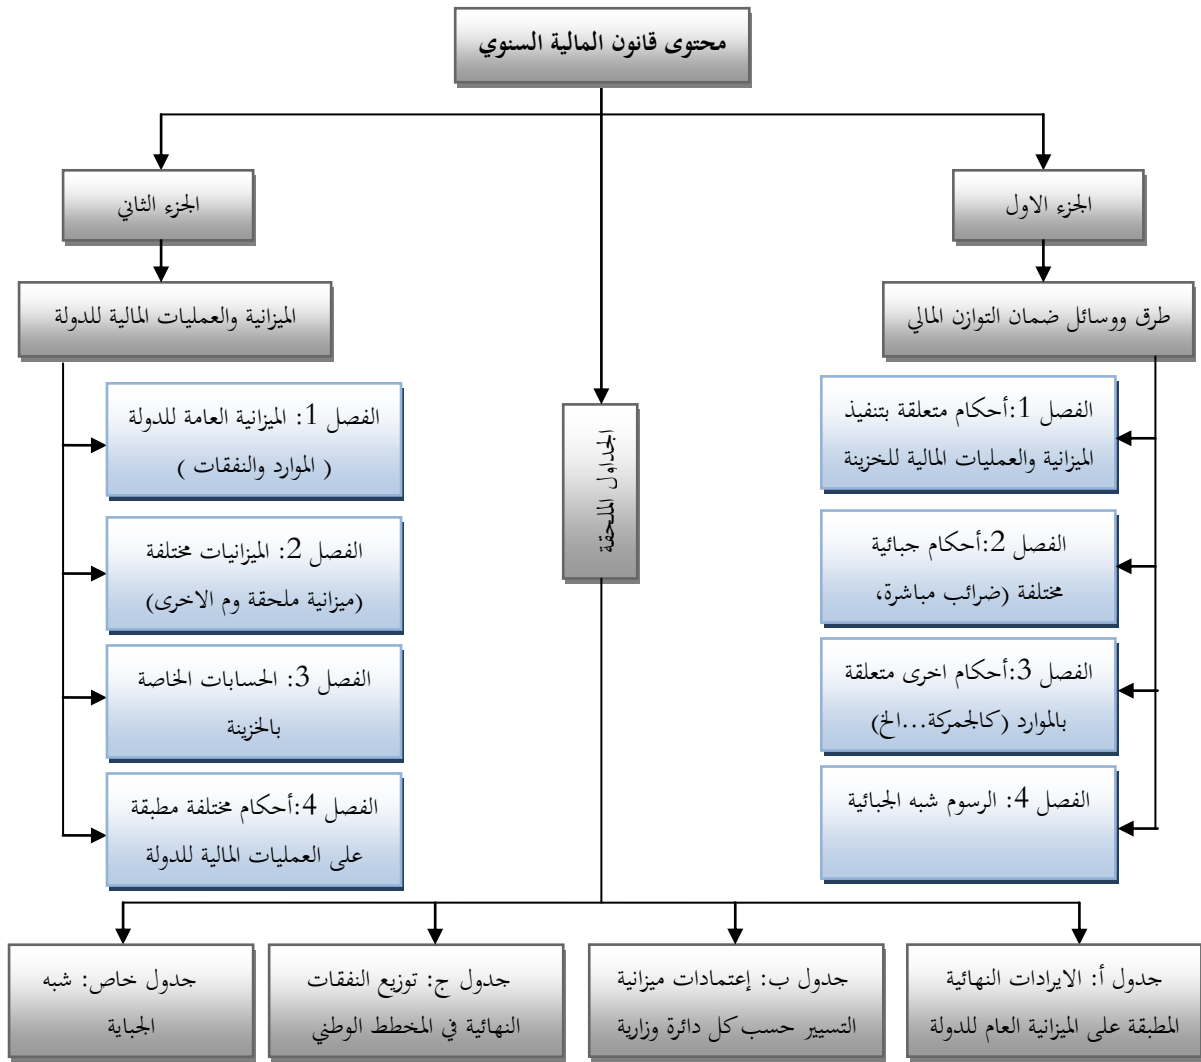 محتوى قانون المالية السنوي
الجزء الاول
الجزء الثاني
طرق ووسائل ضمان التوازن المالي
الميزانية والعمليات المالية للدولة
الفصل 1:أحكام متعلقة بتنفيذ
الميزانية والعمليات المالية للخزينة
الفصل 2:أحكام جبائية
مختلفة (ضرائب مباشرة،
الفصل 3:أحكام اخرى متعلقة
بالموارد (كالجمركة...الخ)
الفصل 4: الرسوم شبه الجبائية
الجداول الملحقة
الفصل 1: الميزانية العامة للدولة
( الموارد والنفقات )
الفصل 2: الميزانيات مختلفة
(ميزانية ملحقة وم الاخرى)
الفصل 3: الحسابات الخاصة
بالخزينة
الفصل 4:أحكام مختلفة مطبقة
على العمليات المالية للدولة
جدول أ: الايرادات النهائية
المطبقة على الميزانية العام للدولة
جدول ب: إعتمادات ميزانية
التسيير حسب كل دائرة وزارية
جدول ج: توزيع النفقات
النهائية في المخطط الوطني
جدول خاص: شبه
الجباية